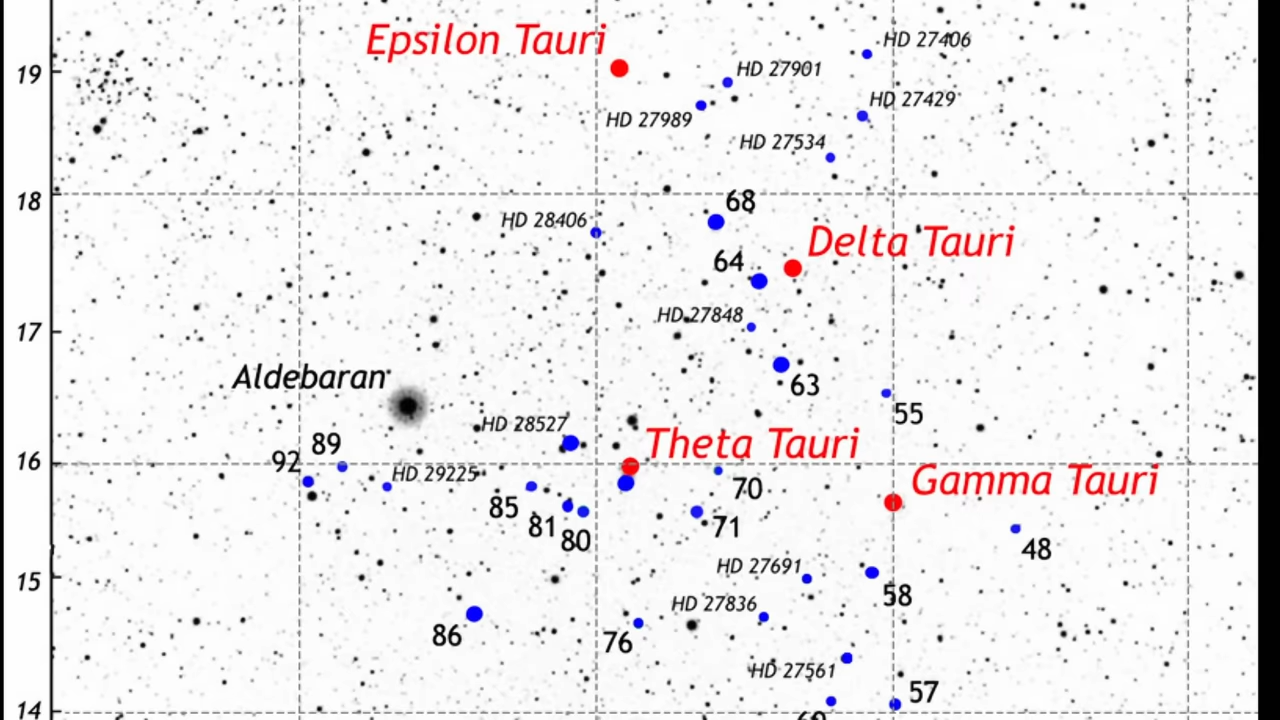 Epsilon Tauri
HD 27406
19
HD 27901
HD 27429
HD 27989
HD 27534
18
68
HD 28406
Delta Tauri
64
HD 27848
17
Aldebaran
63
55
HD 28527
Theta Tauri
89
92
16
HD 29225
70
Gamma Tauri
85
81
71
80
48
HD 27691
15
58
HD 27836
86
76
HD 27561
57
14